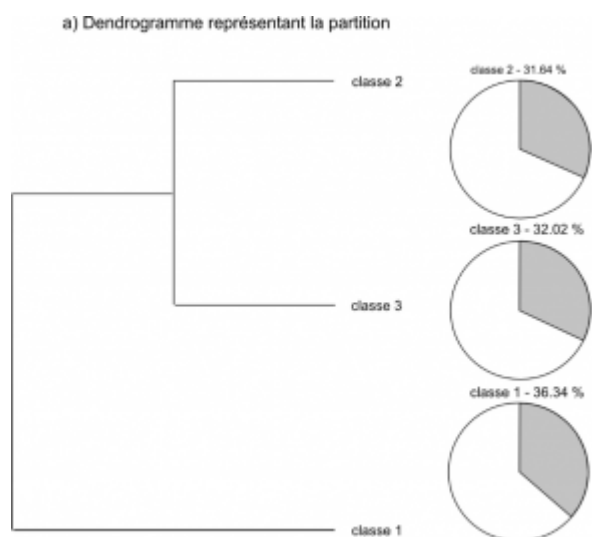 a) Dendrogramme représentant la partition
classe 2 - 31.64 %
classe 2
classe 3 - 32.02 %
classe 3
classe 1 - 36.34 %
classe 1